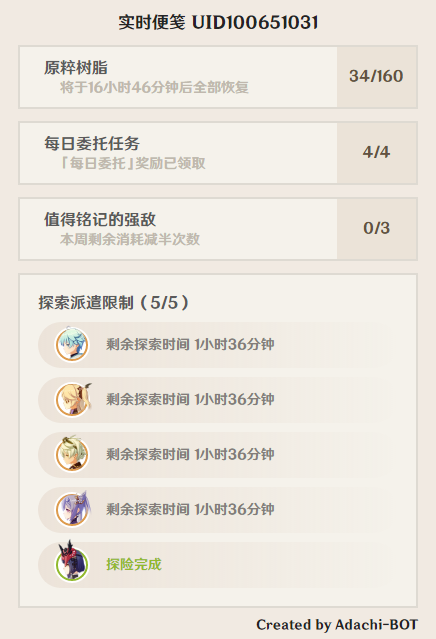 实时便笺 UID100651031
原粹树脂
将于16小时46分钟后全部恢复
34/160
每日委托任务
「每日委托」奖励已领取
4/4
值得铭记的强敌
本周剩余消耗减半次数
0/3
探索派遣限制（5/5）
剩余探索时间 1小时36分钟
剩余探索时间 1小时36分钟
剩余探索时间 1小时36分钟
剩余探索时间 1小时36分钟
探险完成
Created by Adachi-BOT